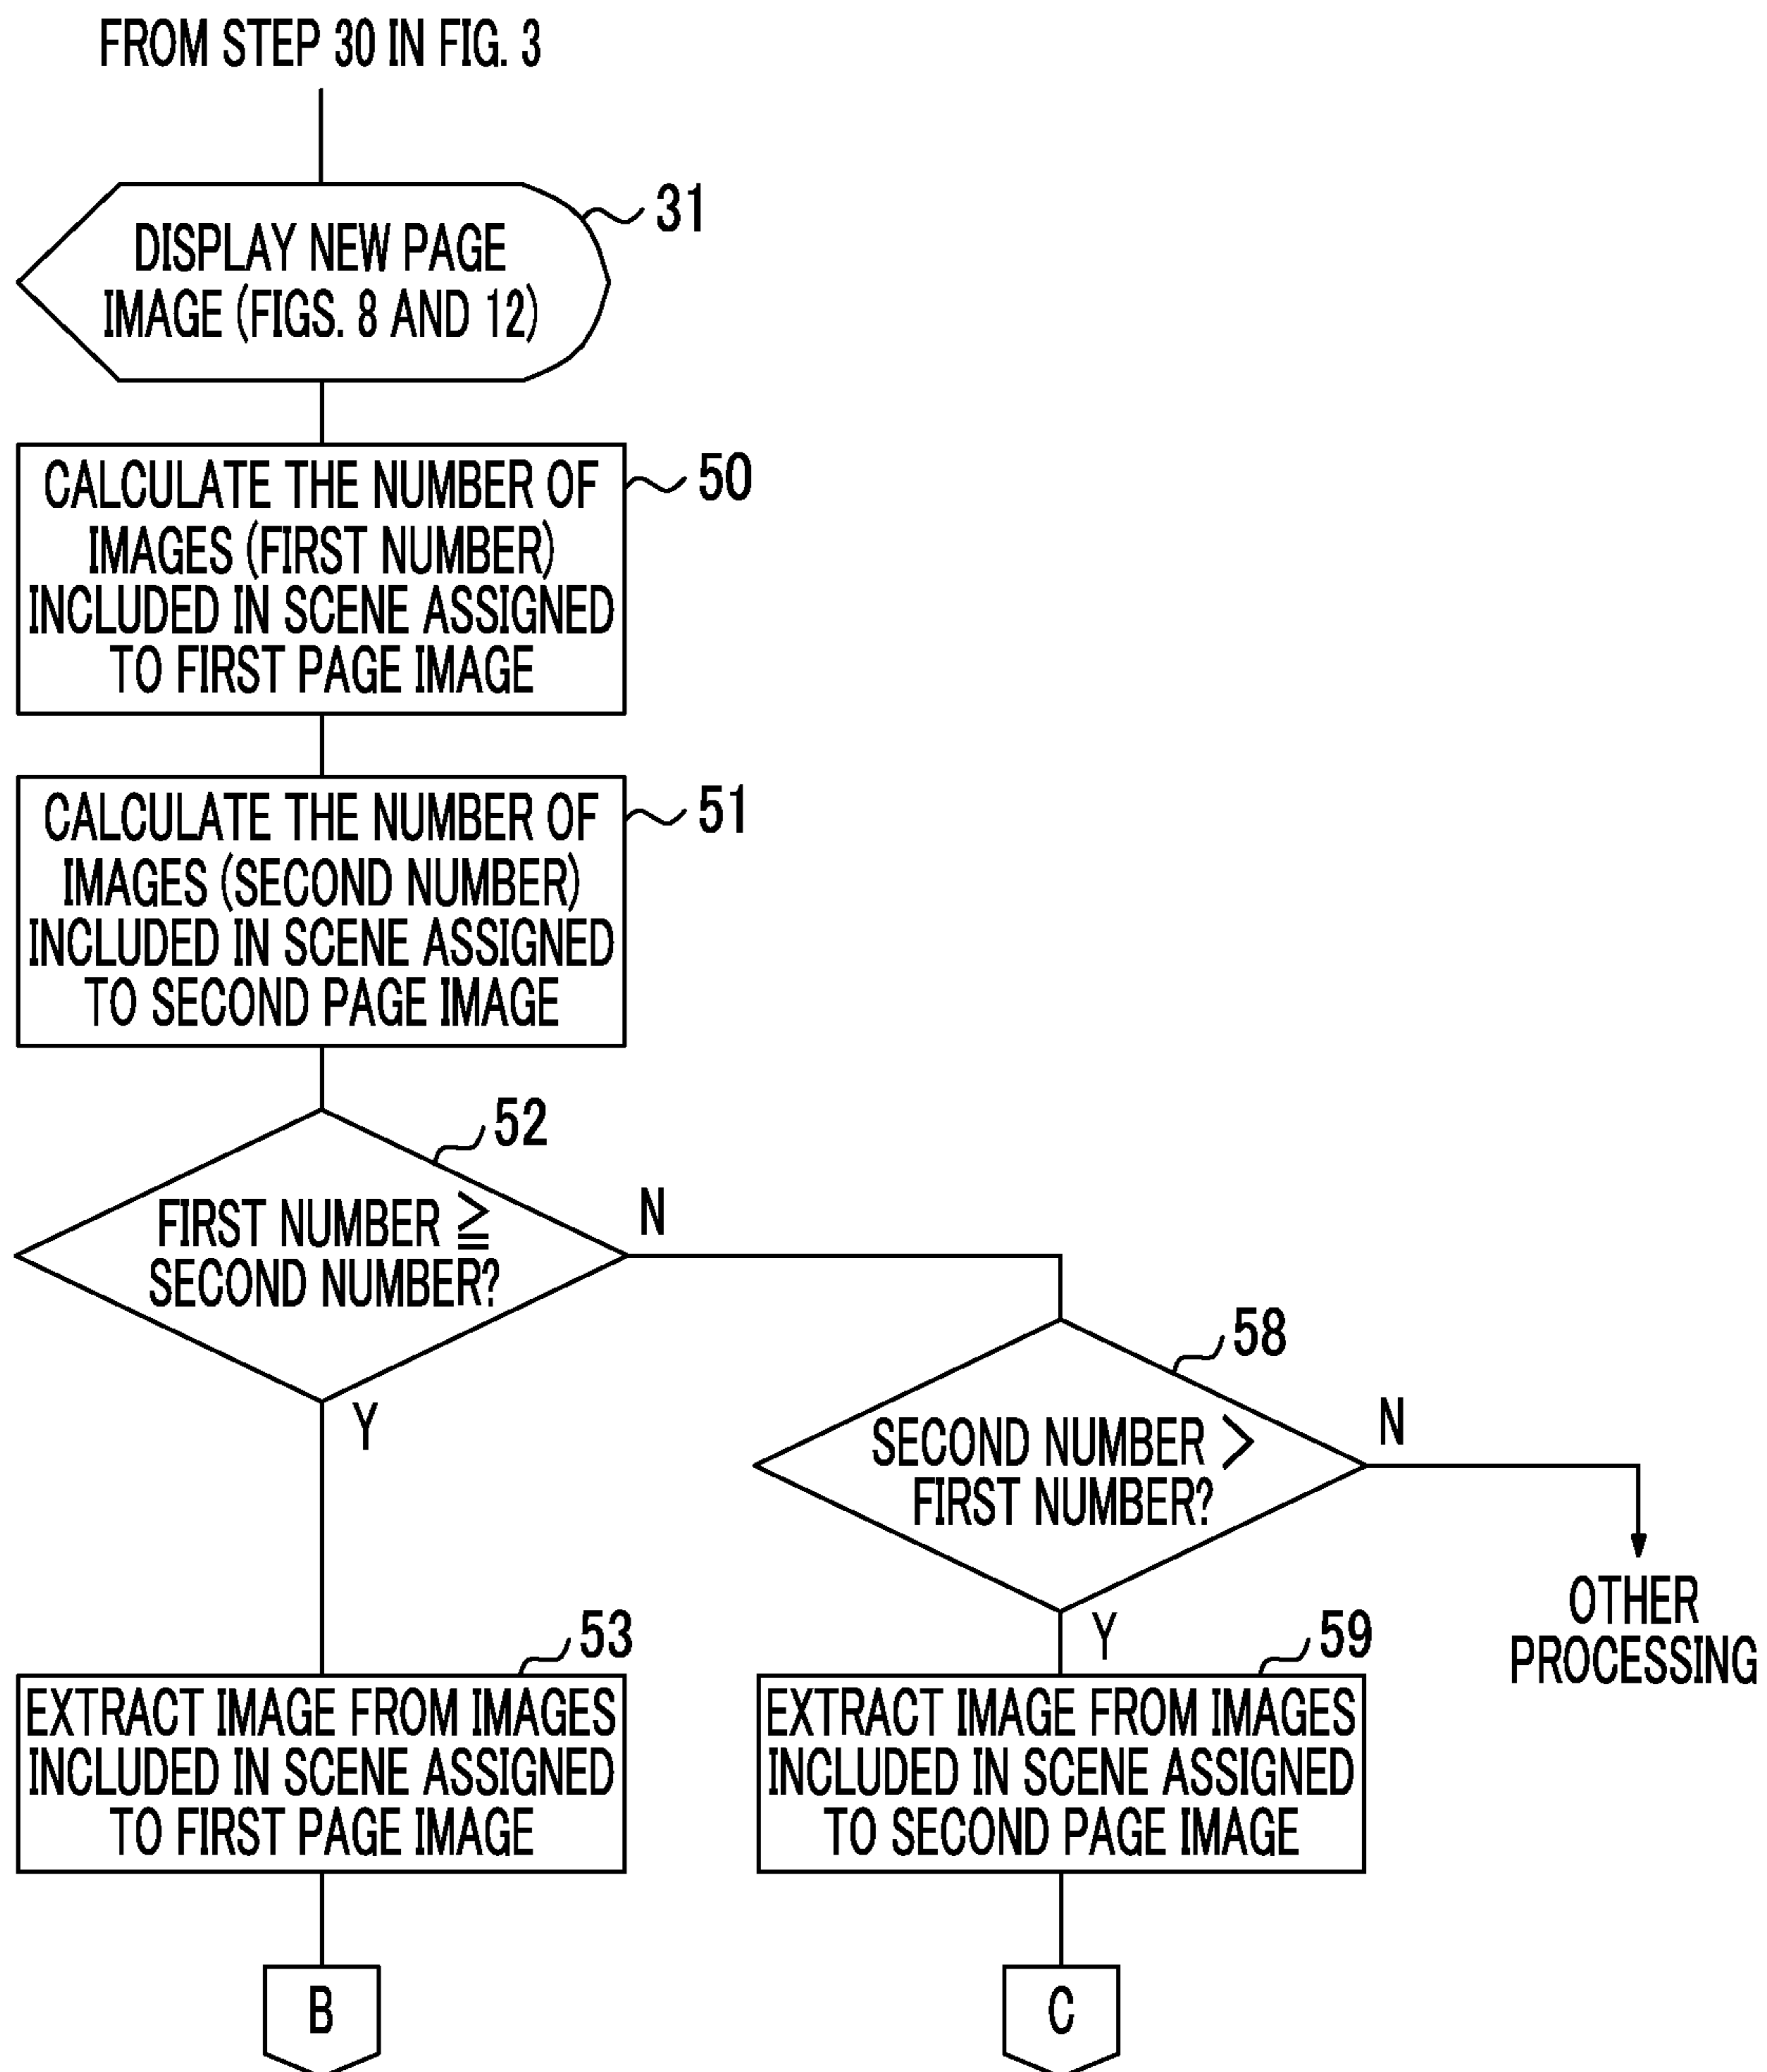 FROM STEP 30 IN FIG. 3
31
DISPLAY NEW PAGE
IMAGE (FIGS. 8 AND 12)
50
CALCULATE THE NUMBER OF
IMAGES (FIRST NUMBER)
INCLUDED IN SCENE ASSIGNED
TO FIRST PAGE IMAGE
51
CALCULATE THE NUMBER OF
IMAGES (SECOND NUMBER)
INCLUDED IN SCENE ASSIGNED
TO SECOND PAGE IMAGE
52
FIRST NUMBER ≧
SECOND NUMBER?
N
Y
58
SECOND NUMBER >
FIRST NUMBER?
N
Y
OTHER
PROCESSING
53
EXTRACT IMAGE FROM IMAGES
INCLUDED IN SCENE ASSIGNED
TO FIRST PAGE IMAGE
59
EXTRACT IMAGE FROM IMAGES
INCLUDED IN SCENE ASSIGNED
TO SECOND PAGE IMAGE
B
C